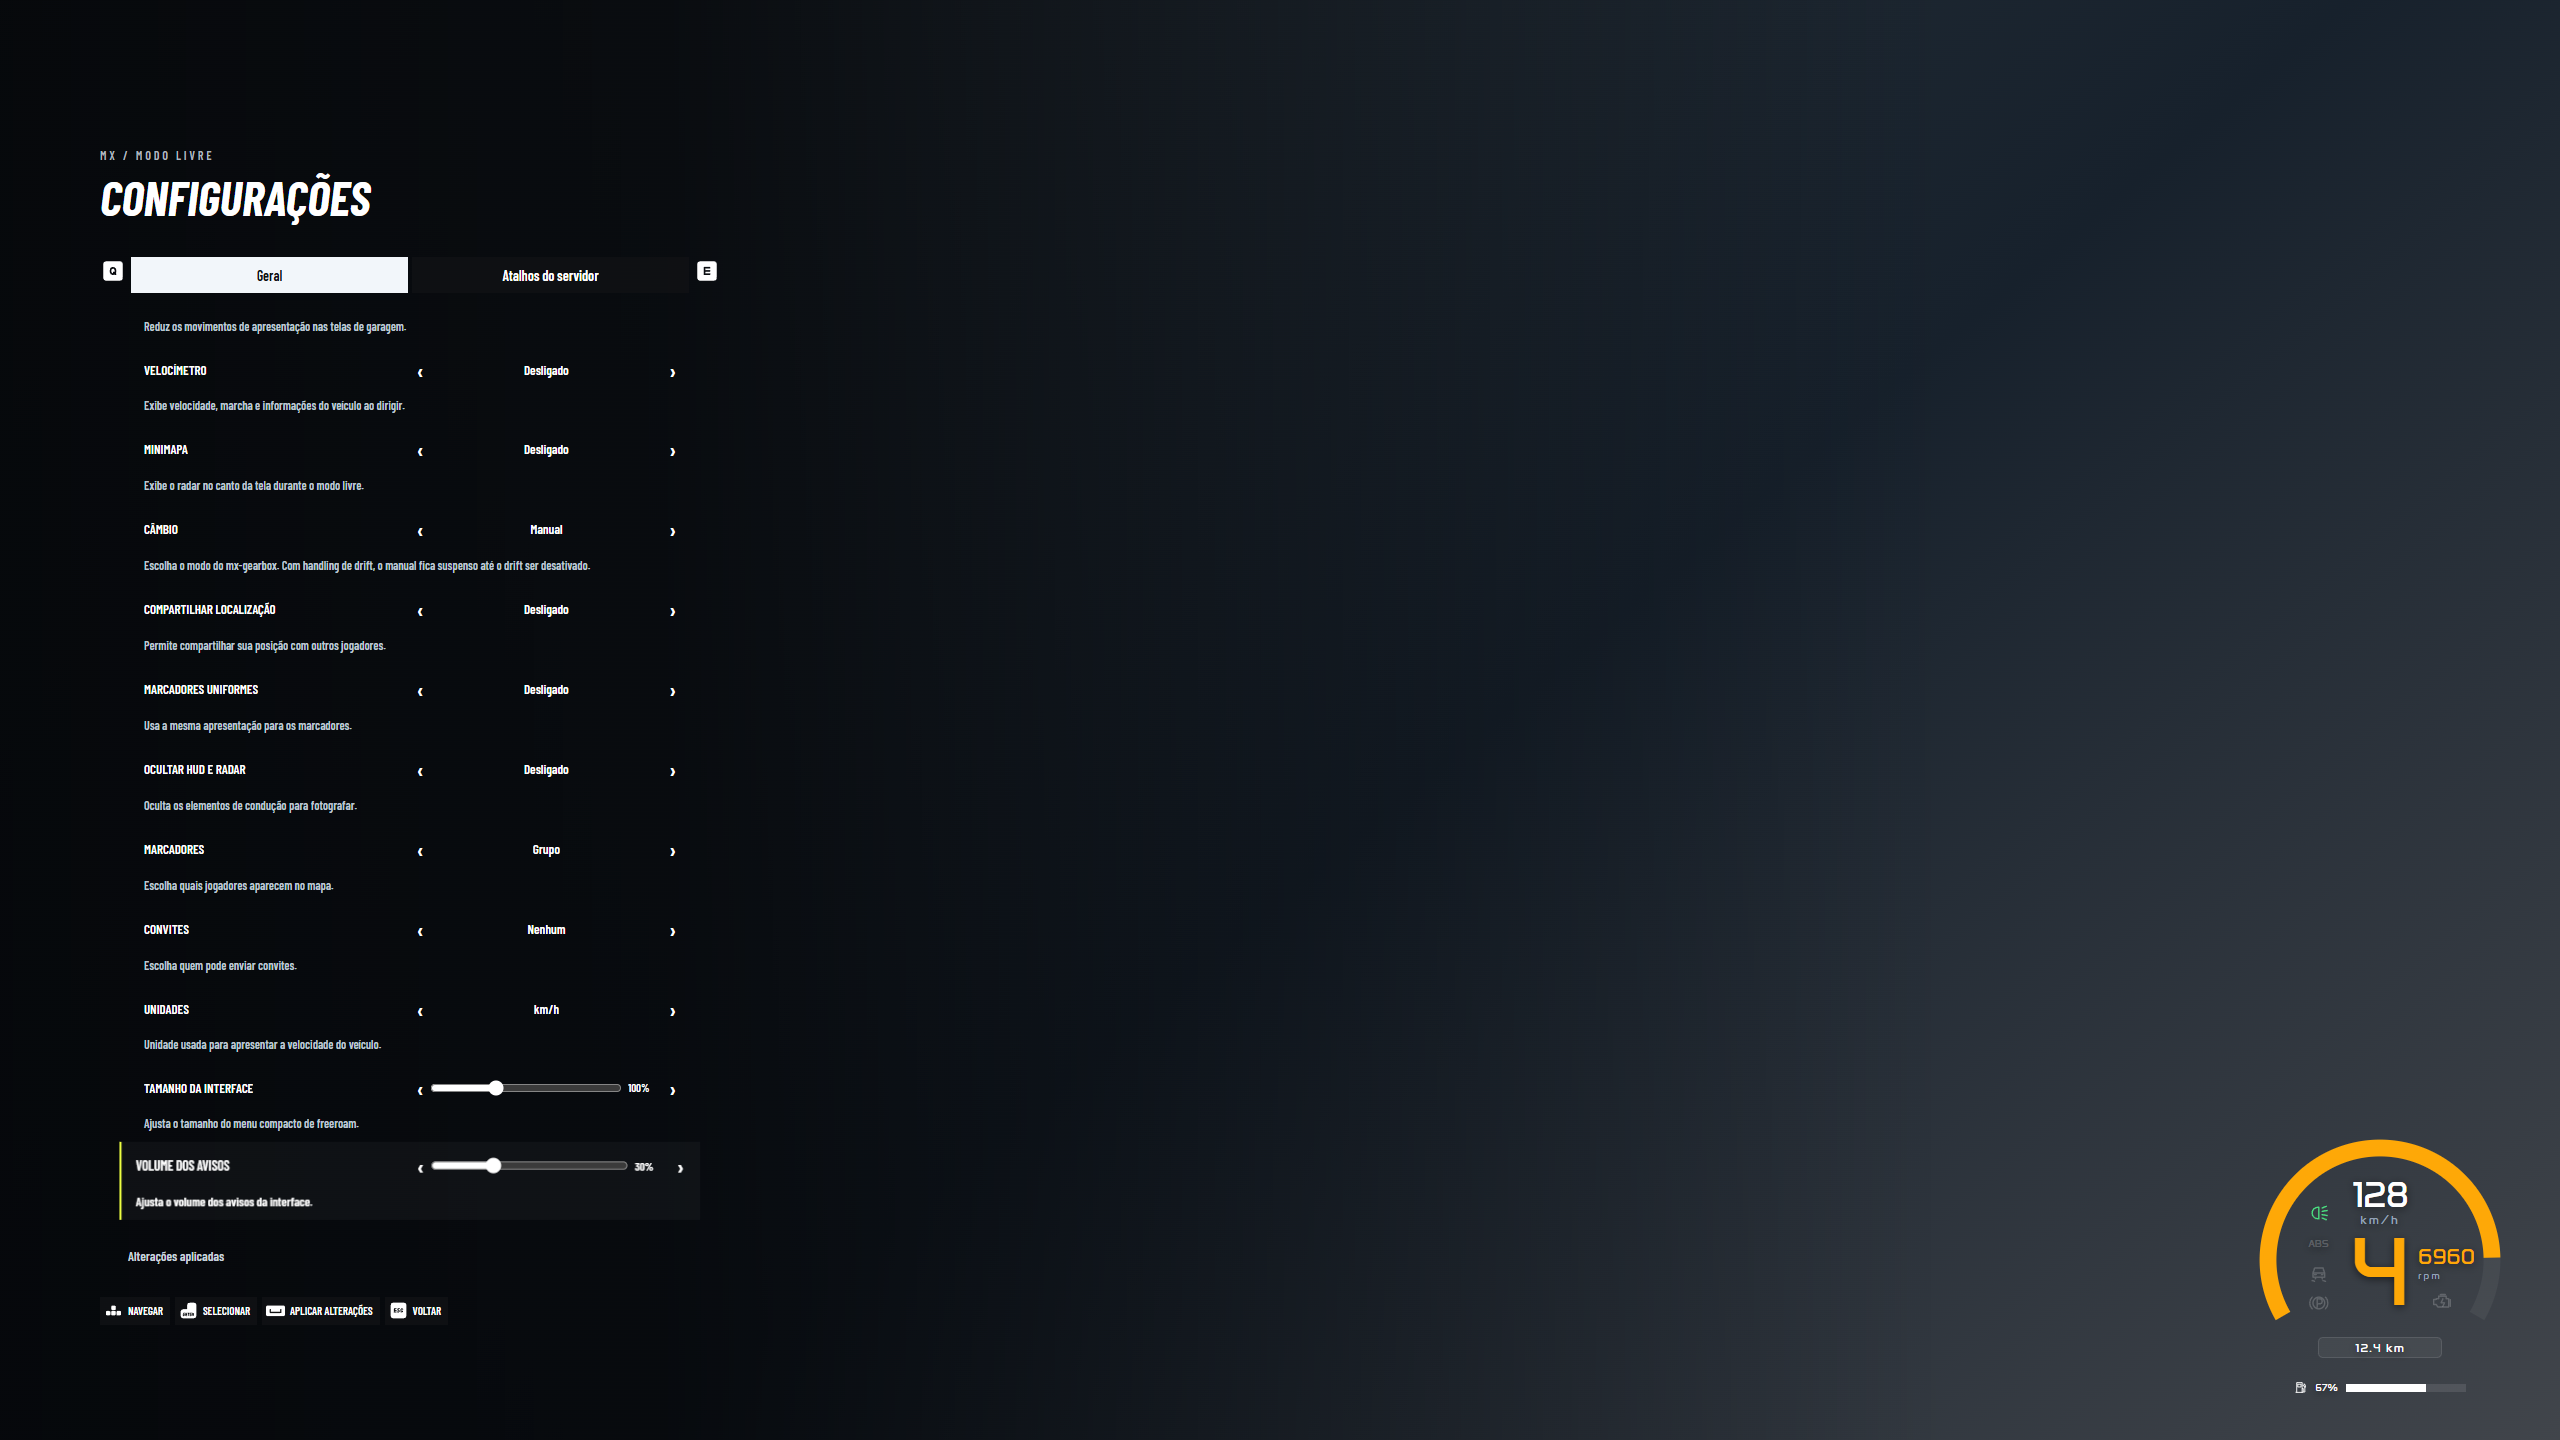 MX / MODO LIVRE
CONFIGURAÇÕES
Q Geral Atalhos do servidor E
Reduz os movimentos de apresentação nas telas de garagem.
VELOCÍMETRO ‹ Desligado ›
Exibe velocidade, marcha e informações do veículo ao dirigir.
MINIMAPA ‹ Desligado ›
Exibe o radar no canto da tela durante o modo livre.
CÂMBIO ‹ Manual ›
Escolha o modo do mx-gearbox. Com handling de drift, o manual fica suspenso até o drift ser desativado.
COMPARTILHAR LOCALIZAÇÃO ‹ Desligado ›
Permite compartilhar sua posição com outros jogadores.
MARCADORES UNIFORMES ‹ Desligado ›
Usa a mesma apresentação para os marcadores.
OCULTAR HUD E RADAR ‹ Desligado ›
Oculta os elementos de condução para fotografar.
MARCADORES ‹ Grupo ›
Escolha quais jogadores aparecem no mapa.
CONVITES ‹ Nenhum ›
Escolha quem pode enviar convites.
UNIDADES ‹ km/h ›
Unidade usada para apresentar a velocidade do veículo.
TAMANHO DA INTERFACE ‹ 100% ›
Ajusta o tamanho do menu compacto de freeroam.
VOLUME DOS AVISOS ‹ 30% ›
Ajusta o volume dos avisos da interface.
Alterações aplicadas
NAVEGAR ENTER SELECIONAR APLICAR ALTERAÇÕES ESC VOLTAR
128
km/h
ABS
4
6960
rpm
P
12.4 km
67%